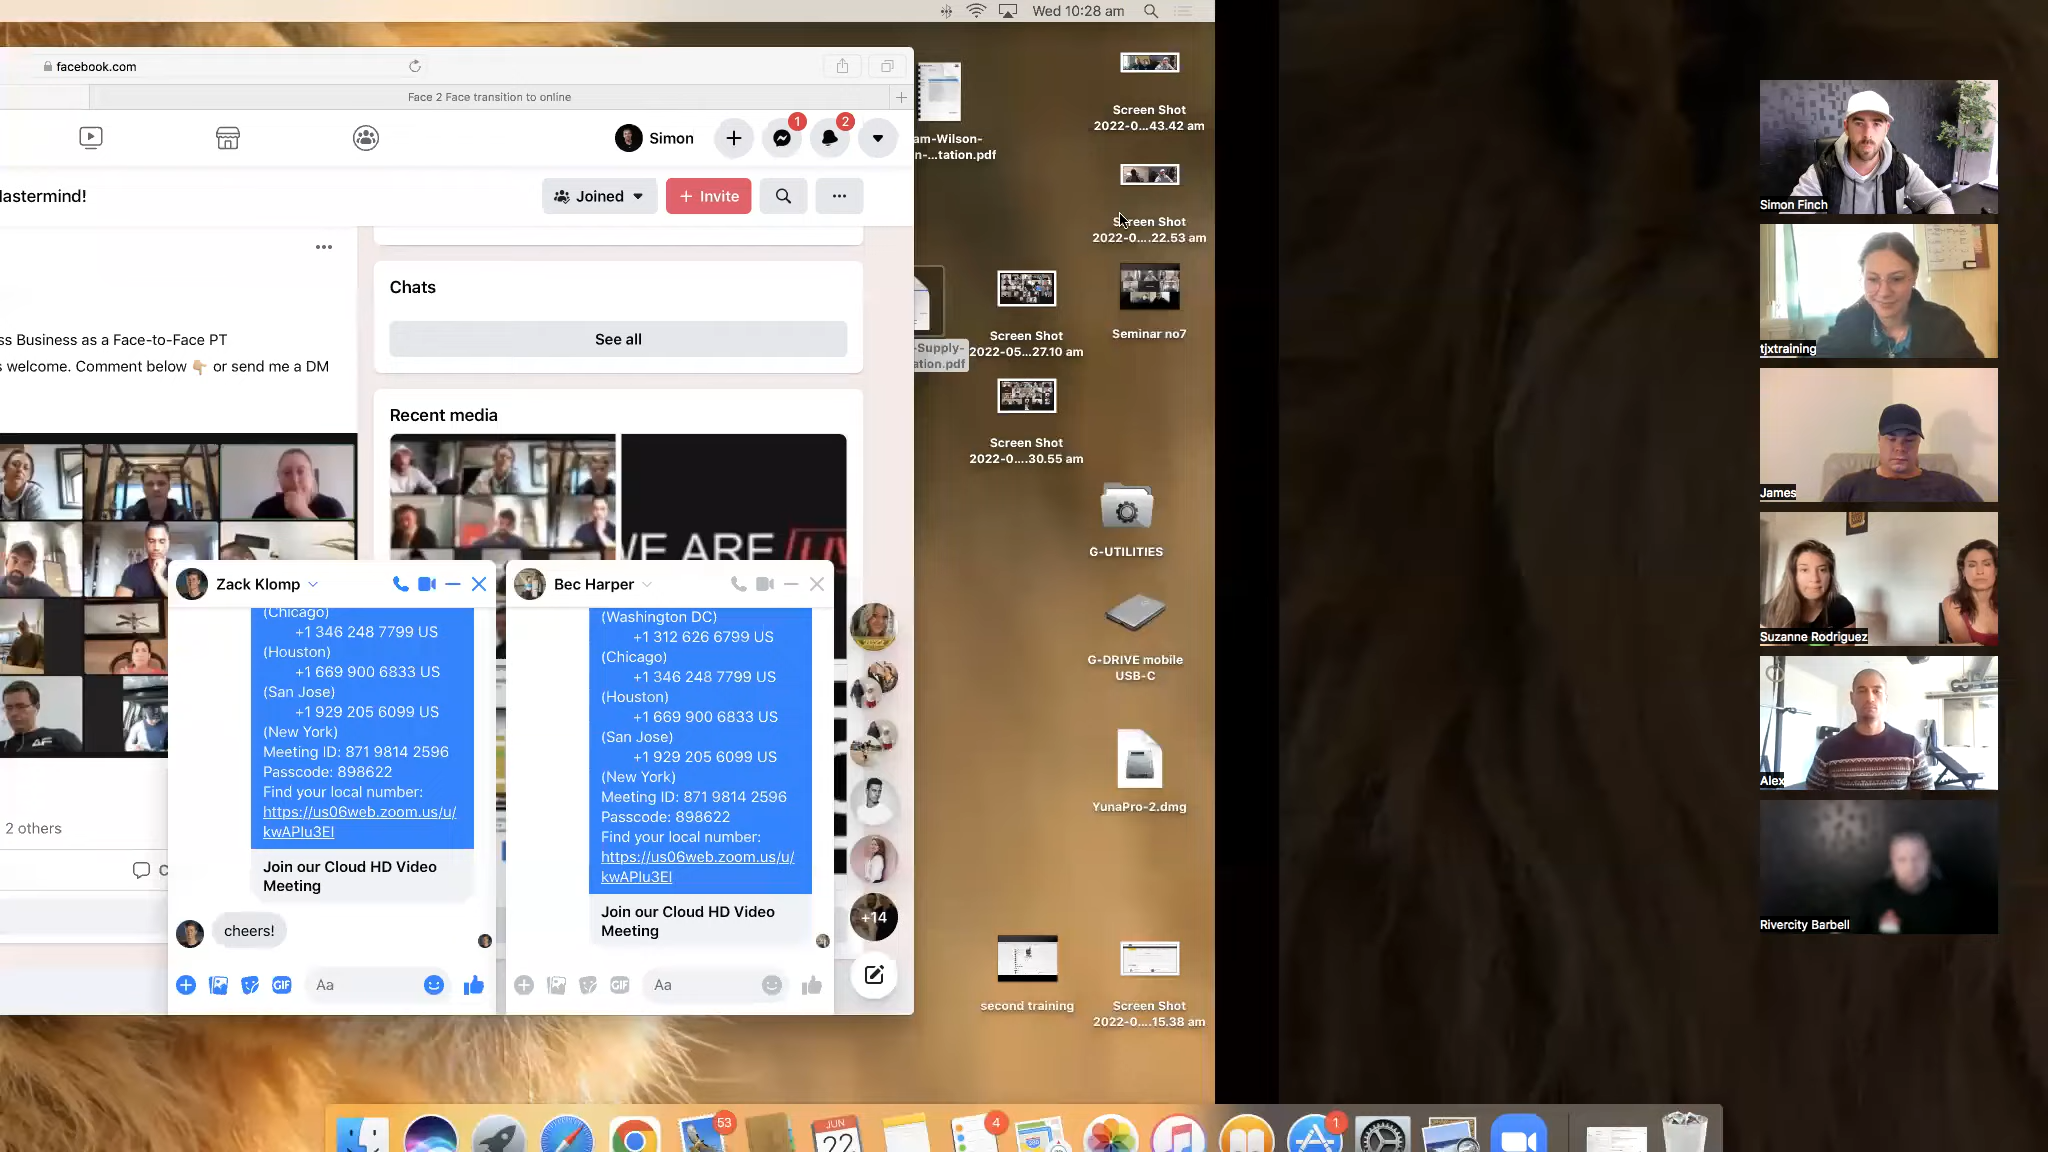 Wed 10:28 am
facebook.com
Face 2 Face transition to online
Simon
1
2
lastermind!
Joined
+ Invite
ss Business as a Face-to-Face PT
s welcome. Comment below 👇🏼 or send me a DM
Chats
See all
Recent media
WE ARE
2 others
Zack Klomp
(Chicago)
+1 346 248 7799 US
(Houston)
+1 669 900 6833 US
(San Jose)
+1 929 205 6099 US
(New York)
Meeting ID: 871 9814 2596
Passcode: 898622
Find your local number:
https://us06web.zoom.us/u/
kwAPIu3EI
Join our Cloud HD Video
Meeting
cheers!
GIF
Aa
Bec Harper
(Washington DC)
+1 312 626 6799 US
(Chicago)
+1 346 248 7799 US
(Houston)
+1 669 900 6833 US
(San Jose)
+1 929 205 6099 US
(New York)
Meeting ID: 871 9814 2596
Passcode: 898622
Find your local number:
https://us06web.zoom.us/u/
kwAPIu3EI
Join our Cloud HD Video
Meeting
GIF
Aa
+14
am-Wilson-
n-...tation.pdf
Screen Shot
2022-0...43.42 am
Screen Shot
2022-0....22.53 am
-Supply-
ation.pdf
Screen Shot
2022-05...27.10 am
Seminar no7
Screen Shot
2022-0....30.55 am
G-UTILITIES
G-DRIVE mobile
USB-C
YunaPro-2.dmg
second training
Screen Shot
2022-0....15.38 am
Simon Finch
tjxtraining
James
Suzanne Rodriguez
Alex
Rivercity Barbell
53
JUN
22
4
1